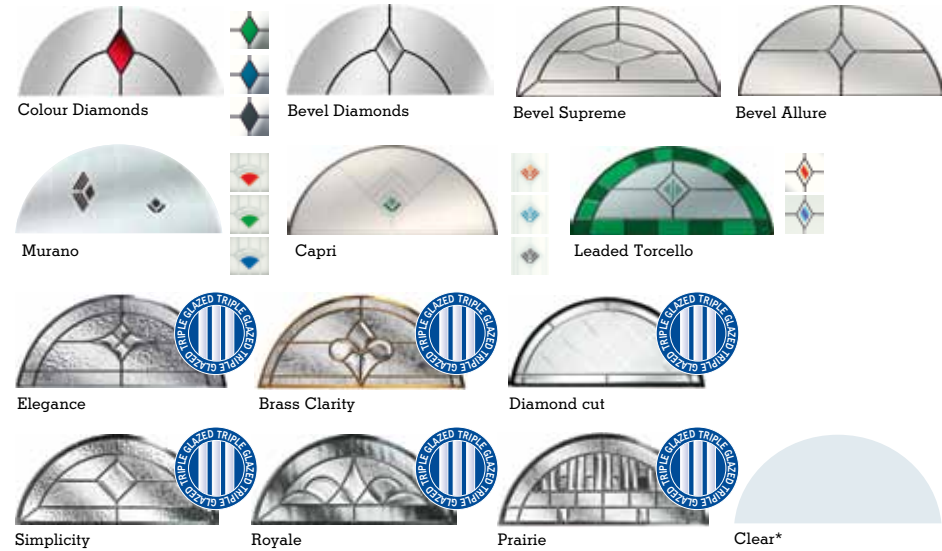 Colour Diamonds
Bevel Diamonds
Bevel Supreme
Bevel Allure
Murano
Capri
Leaded Torcello
TRIPLE GLAZED TRIPLE GLAZED
TRIPLE GLAZED TRIPLE GLAZED
TRIPLE GLAZED TRIPLE GLAZED
Elegance
Brass Clarity
Diamond cut
TRIPLE GLAZED TRIPLE GLAZED
TRIPLE GLAZED TRIPLE GLAZED
TRIPLE GLAZED TRIPLE GLAZED
Simplicity
Royale
Prairie
Clear*